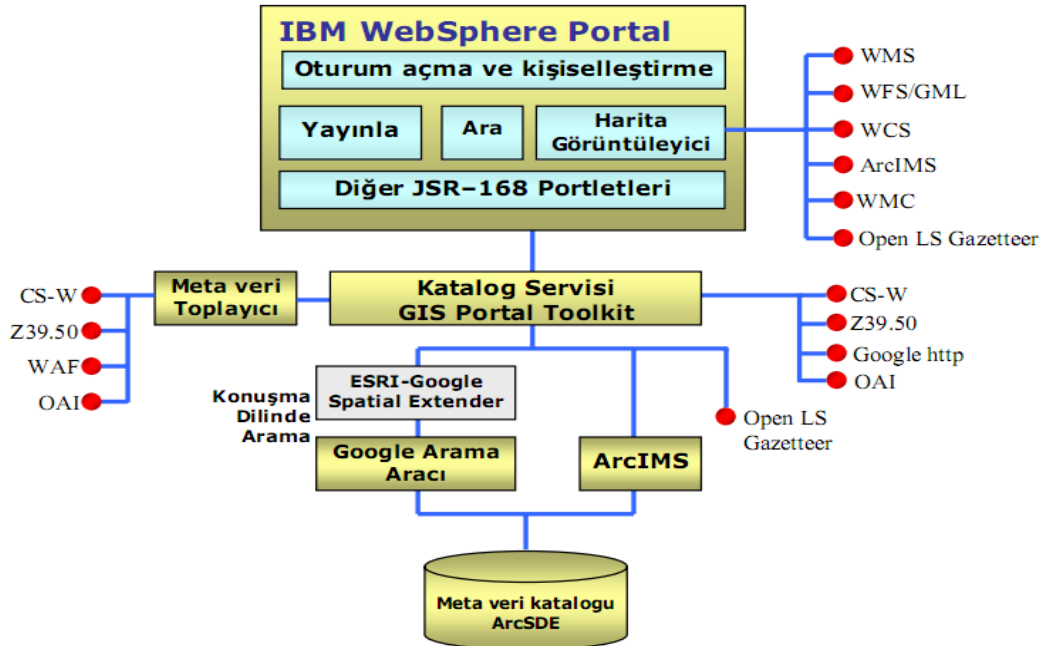 IBM WebSphere Portal
Oturum açma ve kişiselleştirme
Yayınla
Ara
Harita
Görüntüleyici
Diğer JSR–168 Portletleri
WMS
WFS/GML
WCS
ArcIMS
WMC
Open LS Gazetteer
CS-W
Z39.50
WAF
OAI
Meta veri
Toplayıcı
Katalog Servisi
GIS Portal Toolkit
CS-W
Z39.50
Google http
OAI
Konuşma
Dilinde
Arama
ESRI-Google
Spatial Extender
Google Arama
Aracı
ArcIMS
Open LS
Gazetteer
Meta veri katalogu
ArcSDE